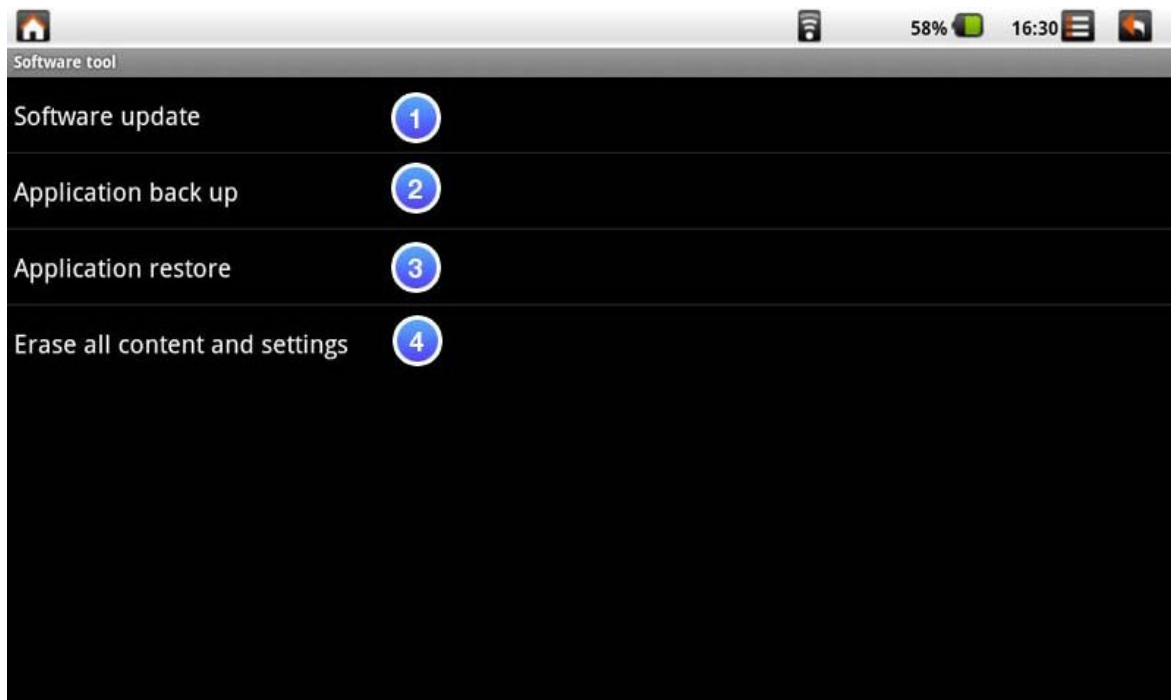 58% 16:30
Software tool
Software update 1
Application back up 2
Application restore 3
Erase all content and settings 4